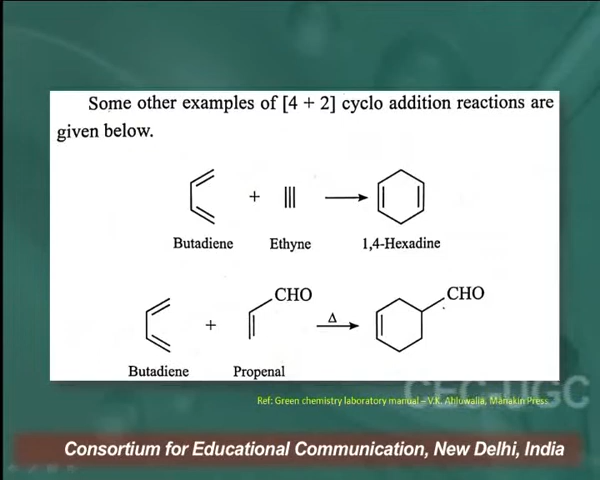 Some other examples of [4 + 2] cyclo addition reactions are
given below.
+
Butadiene Ethyne 1,4-Hexadine
CHO
+ Δ CHO
Butadiene Propenal
CEC-UGC
Ref: Green chemistry laboratory manual – V.K. Ahluwalia, Manakin Press.
Consortium for Educational Communication, New Delhi, India